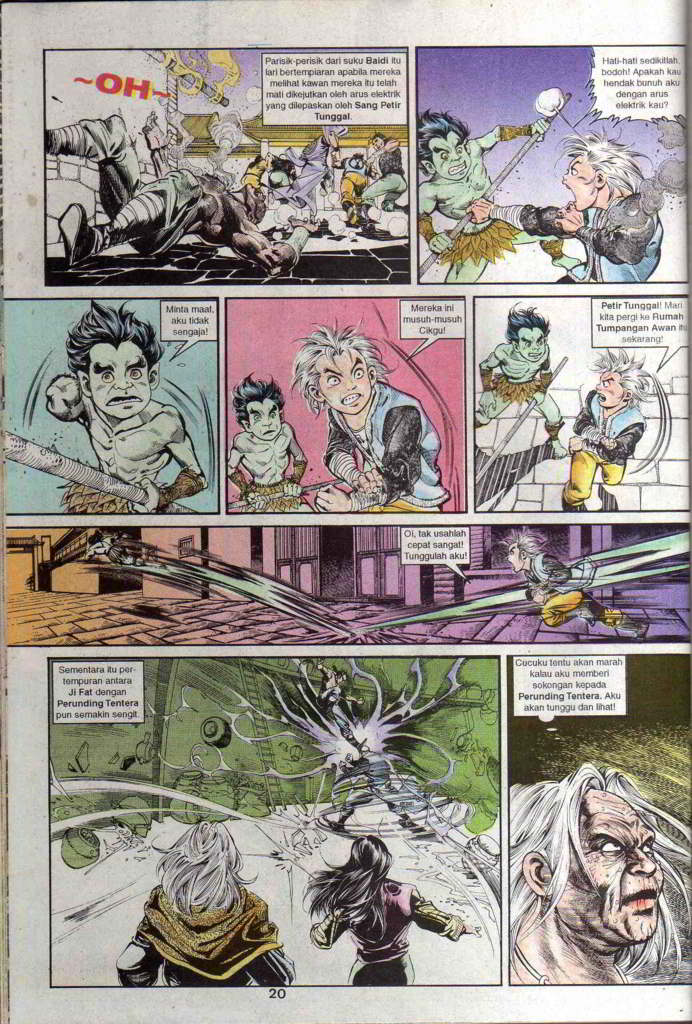 ~OH~
Parisik-perisik dari suku Baidi itu
lari bertempiaran apabila mereka
melihat kawan mereka itu telah
mati dikejutkan oleh arus elektrik
yang dilepaskan oleh Sang Petir
Tunggal.
Hati-hati sedikitlah,
bodoh! Apakah kau
hendak bunuh aku
dengan arus
elektrik kau?
Minta maaf,
aku tidak
sengaja!
Mereka ini
musuh-musuh
Cikgu!
Petir Tunggal! Mari
kita pergi ke Rumah
Tumpangan Awan itu
sekarang!
Oi, tak usahlah
cepat sangat!
Tunggulah aku!
Sementara itu per-
tempuran antara
Ji Fat dengan
Perunding Tentera
pun semakin sengit.
Cucuku tentu akan marah
kalau aku memberi
sokongan kepada
Perunding Tentera. Aku
akan tunggu dan lihat!
20